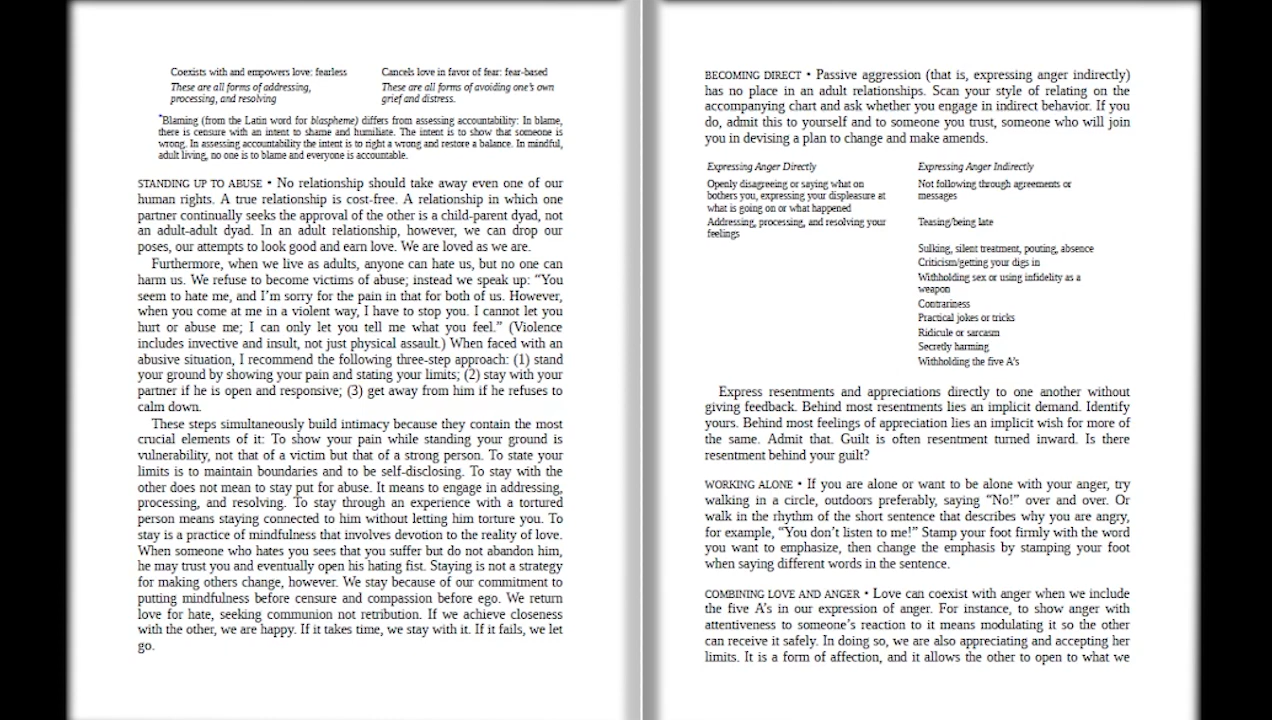 Coexists with and empowers love: fearless
Cancels love in favor of fear: fear-based
These are all forms of addressing,
processing, and resolving
These are all forms of avoiding one's own
grief and distress.
*Blaming (from the Latin word for blaspheme) differs from assessing accountability: In blame,
there is censure with an intent to shame and humiliate. The intent is to show that someone is
wrong. In assessing accountability the intent is to right a wrong and restore a balance. In mindful,
adult living, no one is to blame and everyone is accountable.
STANDING UP TO ABUSE • No relationship should take away even one of our
human rights. A true relationship is cost-free. A relationship in which one
partner continually seeks the approval of the other is a child-parent dyad, not
an adult-adult dyad. In an adult relationship, however, we can drop our
poses, our attempts to look good and earn love. We are loved as we are.
Furthermore, when we live as adults, anyone can hate us, but no one can
harm us. We refuse to become victims of abuse; instead we speak up: “You
seem to hate me, and I’m sorry for the pain in that for both of us. However,
when you come at me in a violent way, I have to stop you. I cannot let you
hurt or abuse me; I can only let you tell me what you feel.” (Violence
includes invective and insult, not just physical assault.) When faced with an
abusive situation, I recommend the following three-step approach: (1) stand
your ground by showing your pain and stating your limits; (2) stay with your
partner if he is open and responsive; (3) get away from him if he refuses to
calm down.
These steps simultaneously build intimacy because they contain the most
crucial elements of it: To show your pain while standing your ground is
vulnerability, not that of a victim but that of a strong person. To state your
limits is to maintain boundaries and to be self-disclosing. To stay with the
other does not mean to stay put for abuse. It means to engage in addressing,
processing, and resolving. To stay through an experience with a tortured
person means staying connected to him without letting him torture you. To
stay is a practice of mindfulness that involves devotion to the reality of love.
When someone who hates you sees that you suffer but do not abandon him,
he may trust you and eventually open his hating fist. Staying is not a strategy
for making others change, however. We stay because of our commitment to
putting mindfulness before censure and compassion before ego. We return
love for hate, seeking communion not retribution. If we achieve closeness
with the other, we are happy. If it takes time, we stay with it. If it fails, we let
go.
BECOMING DIRECT • Passive aggression (that is, expressing anger indirectly)
has no place in an adult relationships. Scan your style of relating on the
accompanying chart and ask whether you engage in indirect behavior. If you
do, admit this to yourself and to someone you trust, someone who will join
you in devising a plan to change and make amends.
Expressing Anger Directly
Expressing Anger Indirectly
Openly disagreeing or saying what on
bothers you, expressing your displeasure at
what is going on or what happened
Not following through agreements or
messages
Addressing, processing, and resolving your
feelings
Teasing/being late
Sulking, silent treatment, pouting, absence
Criticism/getting your digs in
Withholding sex or using infidelity as a
weapon
Contrariness
Practical jokes or tricks
Ridicule or sarcasm
Secretly harming
Withholding the five A’s
Express resentments and appreciations directly to one another without
giving feedback. Behind most resentments lies an implicit demand. Identify
yours. Behind most feelings of appreciation lies an implicit wish for more of
the same. Admit that. Guilt is often resentment turned inward. Is there
resentment behind your guilt?
WORKING ALONE • If you are alone or want to be alone with your anger, try
walking in a circle, outdoors preferably, saying “No!” over and over. Or
walk in the rhythm of the short sentence that describes why you are angry,
for example, “You don’t listen to me!” Stamp your foot firmly with the word
you want to emphasize, then change the emphasis by stamping your foot
when saying different words in the sentence.
COMBINING LOVE AND ANGER • Love can coexist with anger when we include
the five A’s in our expression of anger. For instance, to show anger with
attentiveness to someone’s reaction to it means modulating it so the other
can receive it safely. In doing so, we are also appreciating and accepting her
limits. It is a form of affection, and it allows the other to open to what we